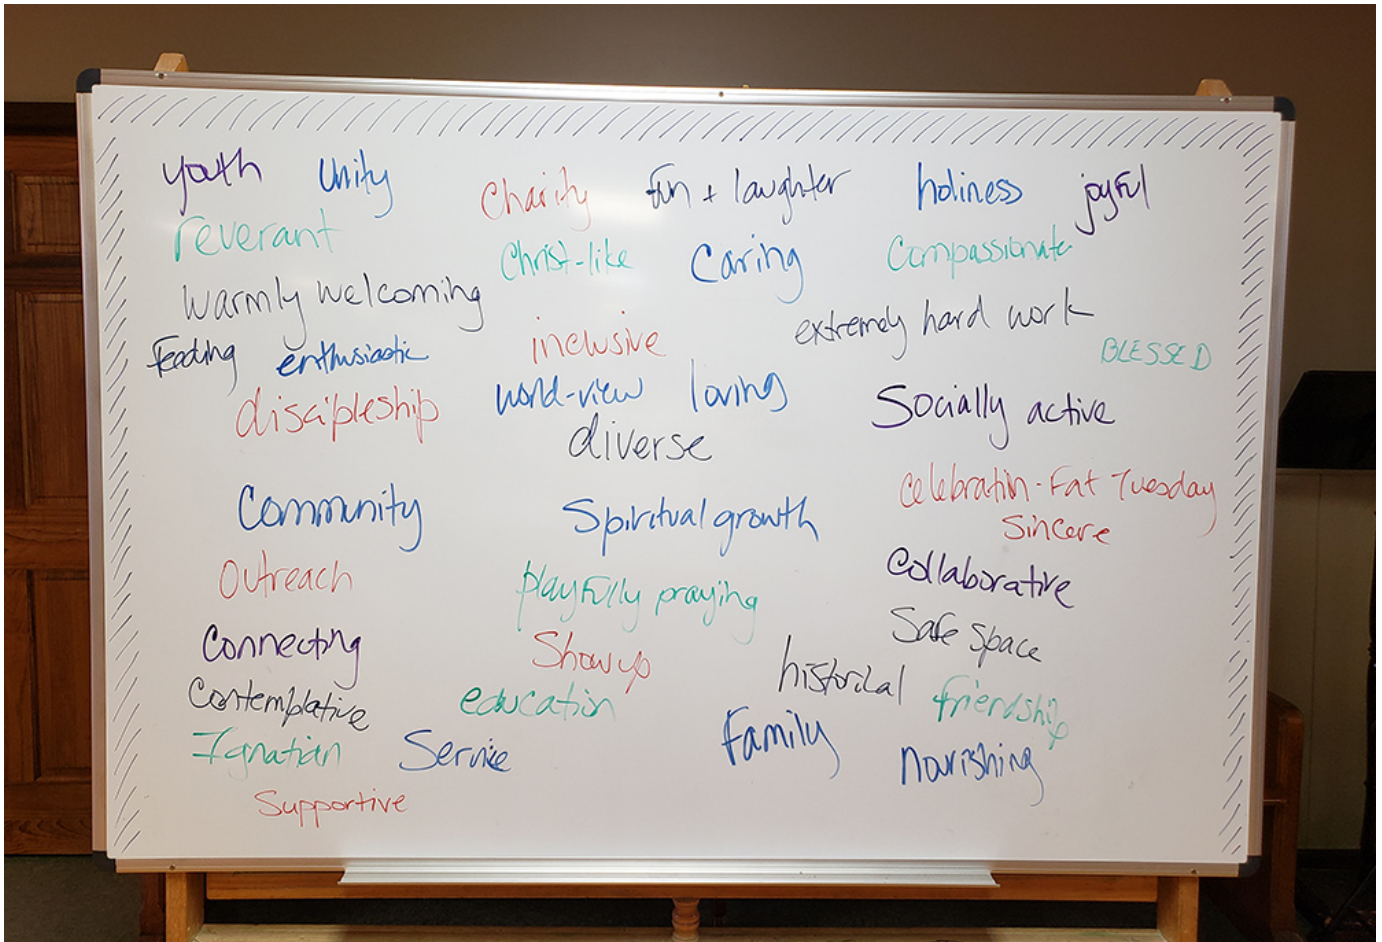 youth unity charity fun + laughter holiness joyful
reverant Christ-like Caring Compassionate
warmly welcoming
inclusive extremely hard work
feeding enthusiastic BLESSED
discipleship world-view loving Socially active
diverse
Community Spiritual growth Celebratin - Fat Tuesday
Sincere
Outreach playfully praying Collaborative
Connecting Show up Safe space
Contemplative education historical friendship
Ignatian Service Family nourishing
Supportive